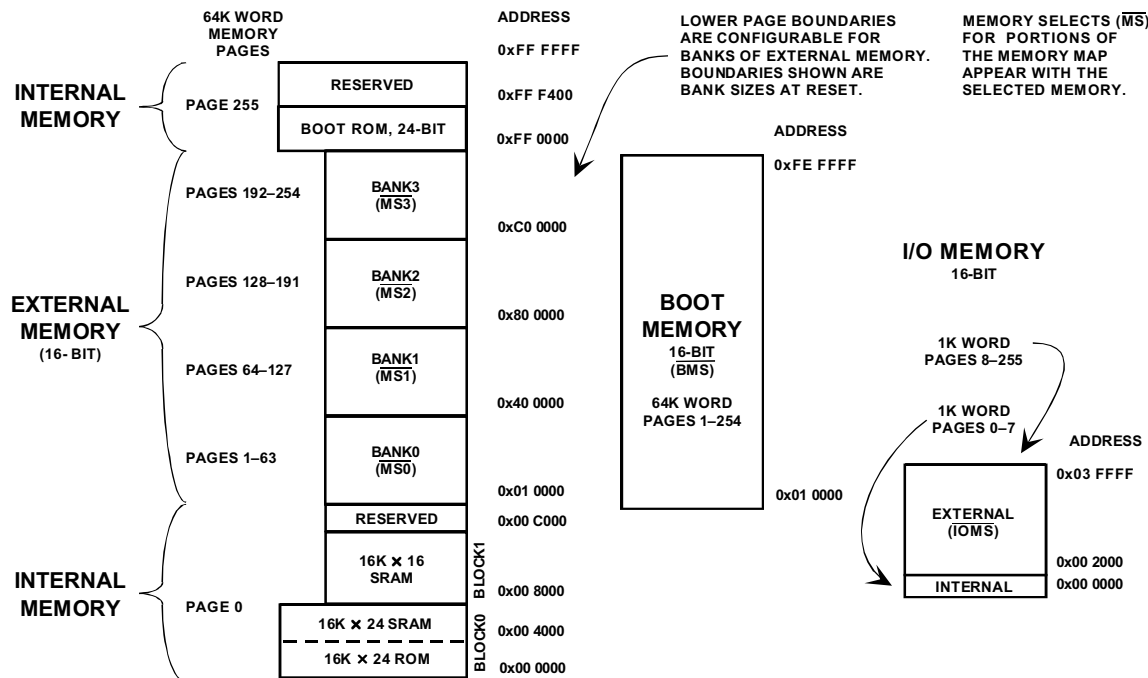 64K WORD
MEMORY
PAGES
ADDRESS
0xFF FFFF
LOWER PAGE BOUNDARIES
ARE CONFIGURABLE FOR
BANKS OF EXTERNAL MEMORY.
BOUNDARIES SHOWN ARE
BANK SIZES AT RESET.
MEMORY SELECTS (MS)
FOR PORTIONS OF
THE MEMORY MAP
APPEAR WITH THE
SELECTED MEMORY.
INTERNAL
MEMORY
PAGE 255
RESERVED
0xFF F400
BOOT ROM, 24-BIT
0xFF 0000
EXTERNAL
MEMORY
(16- BIT)
PAGES 192–254
BANK3
(MS3)
0xC0 0000
PAGES 128–191
BANK2
(MS2)
0x80 0000
PAGES 64–127
BANK1
(MS1)
0x40 0000
PAGES 1–63
BANK0
(MS0)
0x01 0000
INTERNAL
MEMORY
PAGE 0
RESERVED
0x00 C000
16K × 16
SRAM
BLOCK1
0x00 8000
16K × 24 SRAM
0x00 4000
BLOCK0
16K × 24 ROM
0x00 0000
ADDRESS
0xFE FFFF
BOOT
MEMORY
16-BIT
(BMS)
64K WORD
PAGES 1–254
0x01 0000
I/O MEMORY
16-BIT
1K WORD
PAGES 8–255
1K WORD
PAGES 0–7
ADDRESS
0x03 FFFF
EXTERNAL
(IOMS)
0x00 2000
INTERNAL
0x00 0000